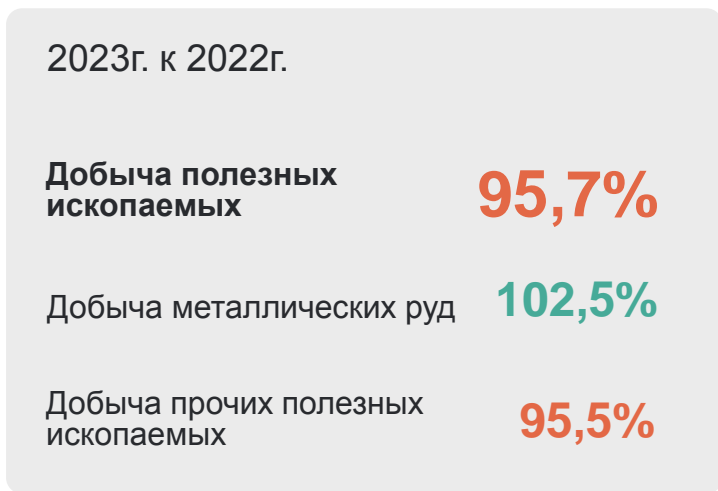 2023г. к 2022г.
Добыча полезных
ископаемых
95,7%
Добыча металлических руд
102,5%
Добыча прочих полезных
ископаемых
95,5%